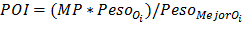 POI = (MP * Peso_{O_i})/Peso_{MejorO_i}